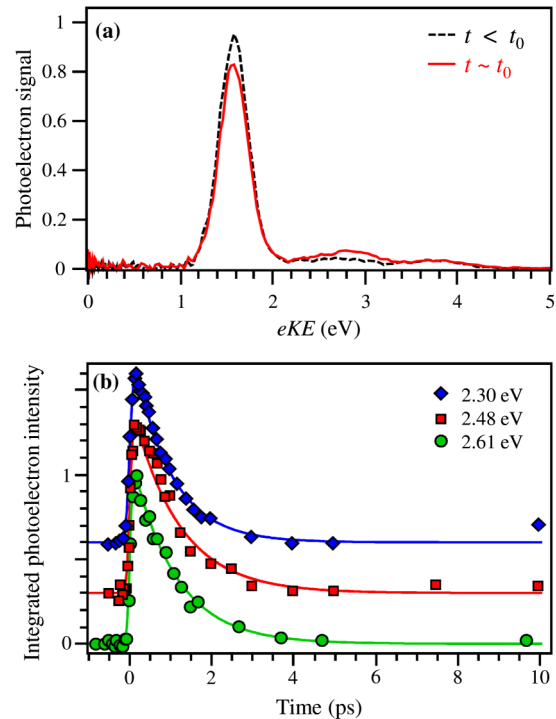 (a)
t < t₀
t ~ t₀
Photoelectron signal
1
0.8
0.6
0.4
0.2
0
0 1 2 3 4 5
eKE (eV)
(b)
2.30 eV
2.48 eV
2.61 eV
Integrated photoelectron intensity
1
0
0 2 4 6 8 10
Time (ps)